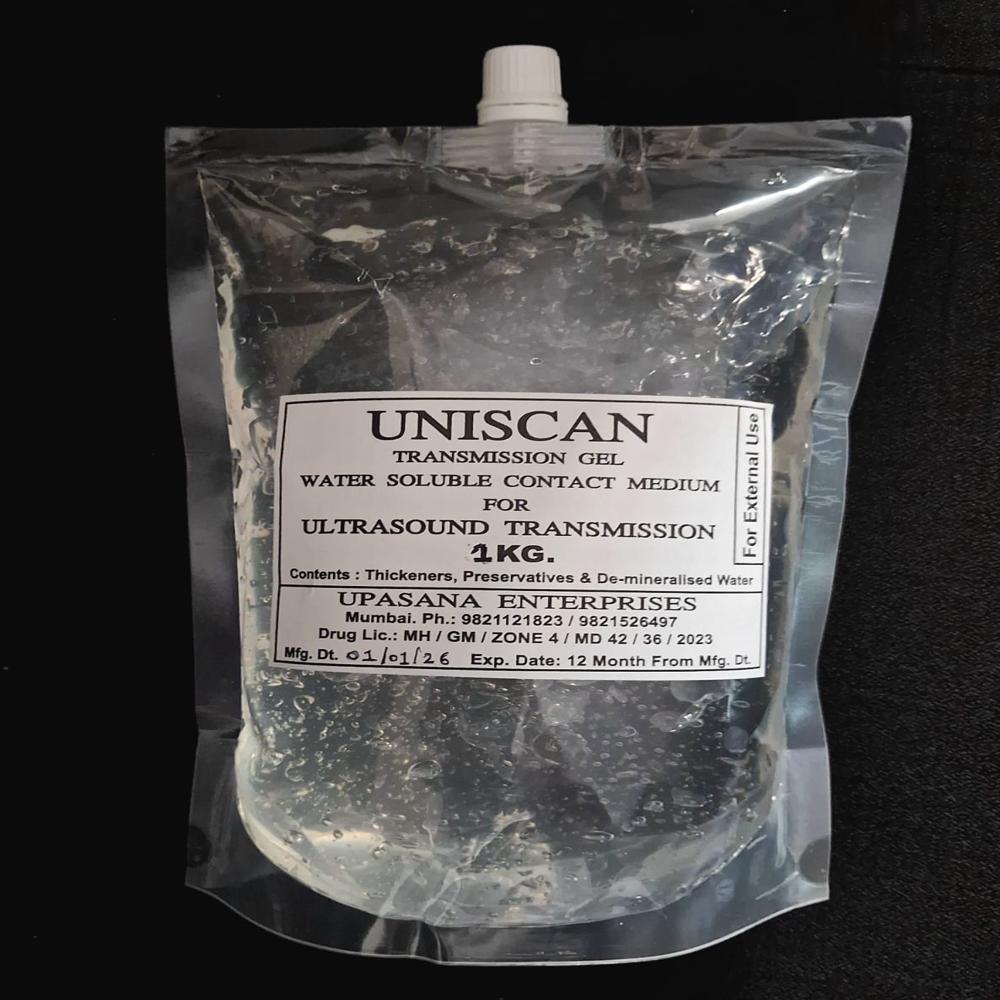 UNISCAN
TRANSMISSION GEL
WATER SOLUBLE CONTACT MEDIUM
FOR
ULTRASOUND TRANSMISSION
1KG.
For External Use
Contents : Thickeners, Preservatives & De-mineralised Water
UPASANA ENTERPRISES
Mumbai. Ph.: 9821121823 / 9821526497
Drug Lic.: MH / GM / ZONE 4 / MD 42 / 36 / 2023
Mfg. Dt. 01/01/26 Exp. Date: 12 Month From Mfg. Dt.